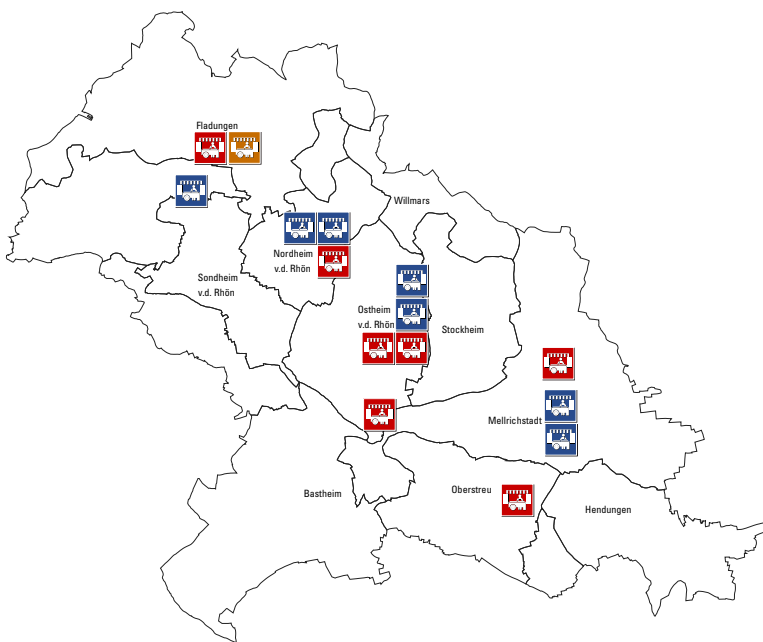 Fladungen
Willmars
Nordheim
v.d. Rhön
Sondheim
v.d. Rhön
Ostheim
v.d. Rhön
Stockheim
Mellrichstadt
Bastheim
Oberstreu
Hendungen